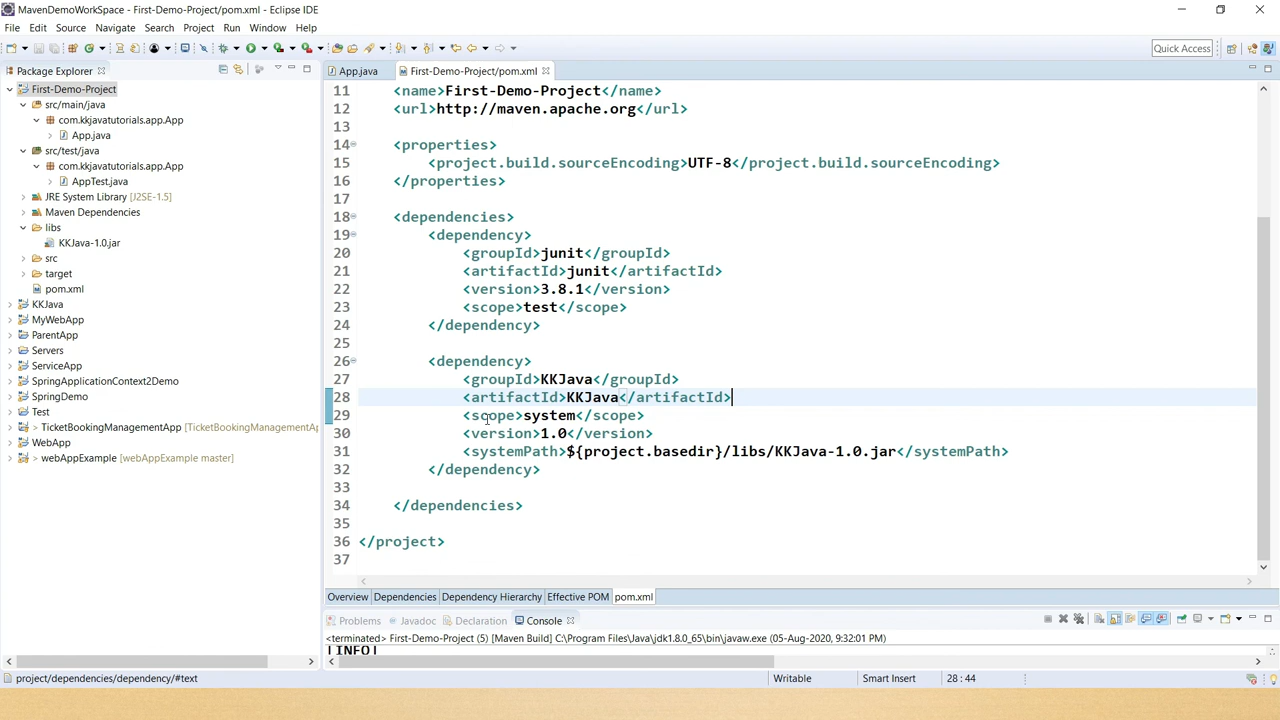 MavenDemoWorkSpace - First-Demo-Project/pom.xml - Eclipse IDE
File Edit Source Navigate Search Project Run Window Help
Quick Access
Package Explorer
First-Demo-Project
src/main/java
com.kkjavatutorials.app.App
App.java
src/test/java
com.kkjavatutorials.app.App
AppTest.java
JRE System Library [J2SE-1.5]
Maven Dependencies
libs
KKJava-1.0.jar
src
target
pom.xml
KKJava
MyWebApp
ParentApp
Servers
ServiceApp
SpringApplicationContext2Demo
SpringDemo
Test
> TicketBookingManagementApp [TicketBookingManagementAp
WebApp
> webAppExample [webAppExample master]
App.java First-Demo-Project/pom.xml
11 <name>First-Demo-Project</name>
12 <url>http://maven.apache.org</url>
13
14 <properties>
15 <project.build.sourceEncoding>UTF-8</project.build.sourceEncoding>
16 </properties>
17
18 <dependencies>
19 <dependency>
20 <groupId>junit</groupId>
21 <artifactId>junit</artifactId>
22 <version>3.8.1</version>
23 <scope>test</scope>
24 </dependency>
25
26 <dependency>
27 <groupId>KKJava</groupId>
28 <artifactId>KKJava</artifactId>
29 <scope>system</scope>
30 <version>1.0</version>
31 <systemPath>${project.basedir}/libs/KKJava-1.0.jar</systemPath>
32 </dependency>
33
34 </dependencies>
35
36 </project>
37
Overview Dependencies Dependency Hierarchy Effective POM pom.xml
Problems Javadoc Declaration Console
<terminated> First-Demo-Project (5) [Maven Build] C:\Program Files\Java\jdk1.8.0_65\bin\javaw.exe (05-Aug-2020, 9:32:01 PM)
[INFO]
project/dependencies/dependency/#text Writable Smart Insert 28 : 44